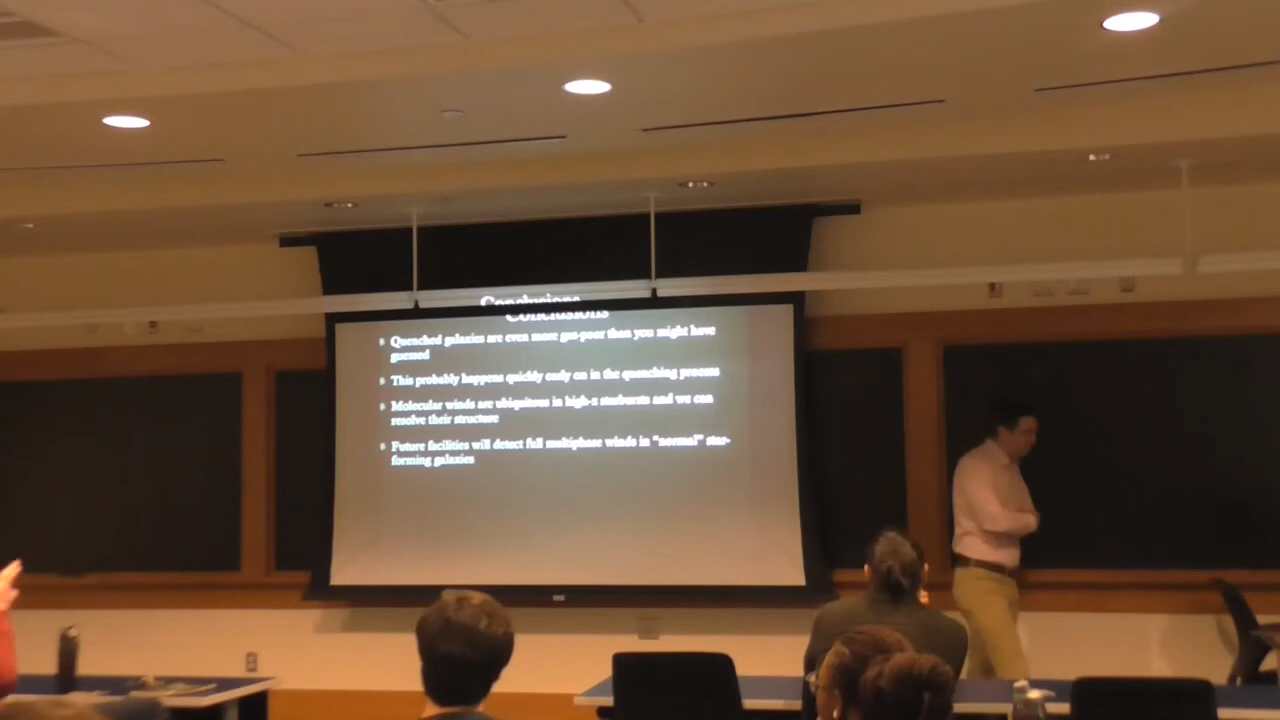 Conclusions
Quenched galaxies are even more gas-poor than you might have
guessed
This probably happens quickly early on in the quenching process
Molecular winds are ubiquitous in high-z starbursts and we can
resolve their structure
Future facilities will detect full multiphase winds in “normal” star-
forming galaxies